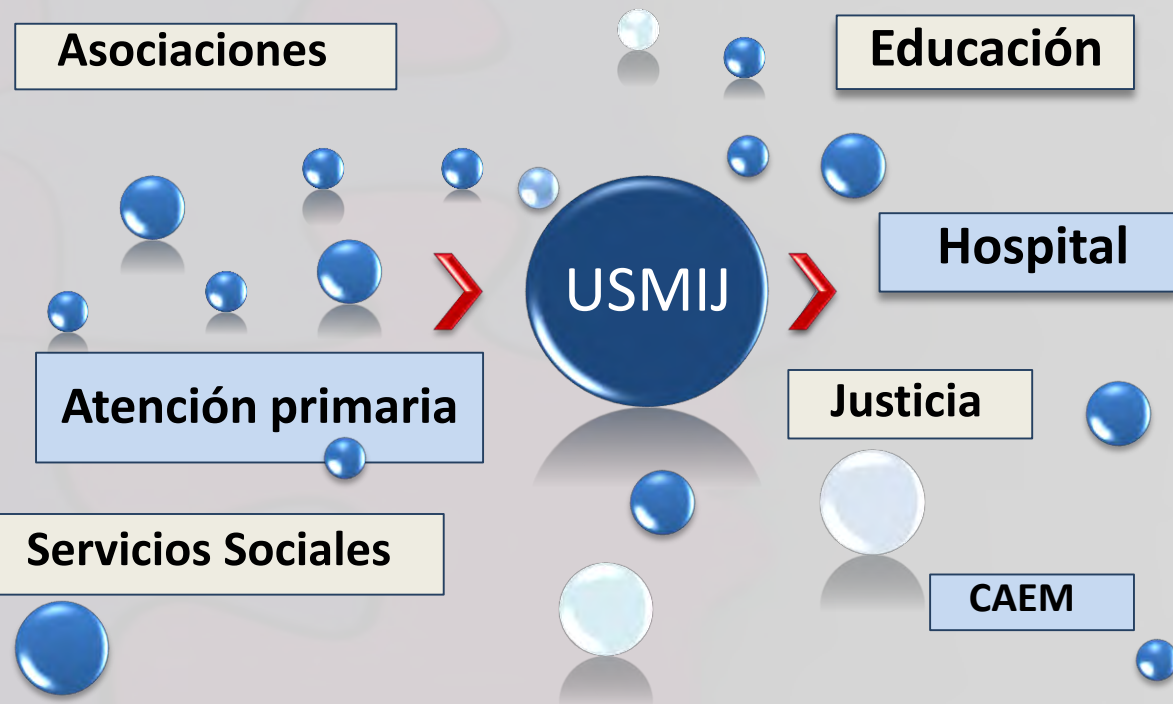 Asociaciones
Educación
Hospital
USMIJ
Atención primaria
Justicia
Servicios Sociales
CAEM